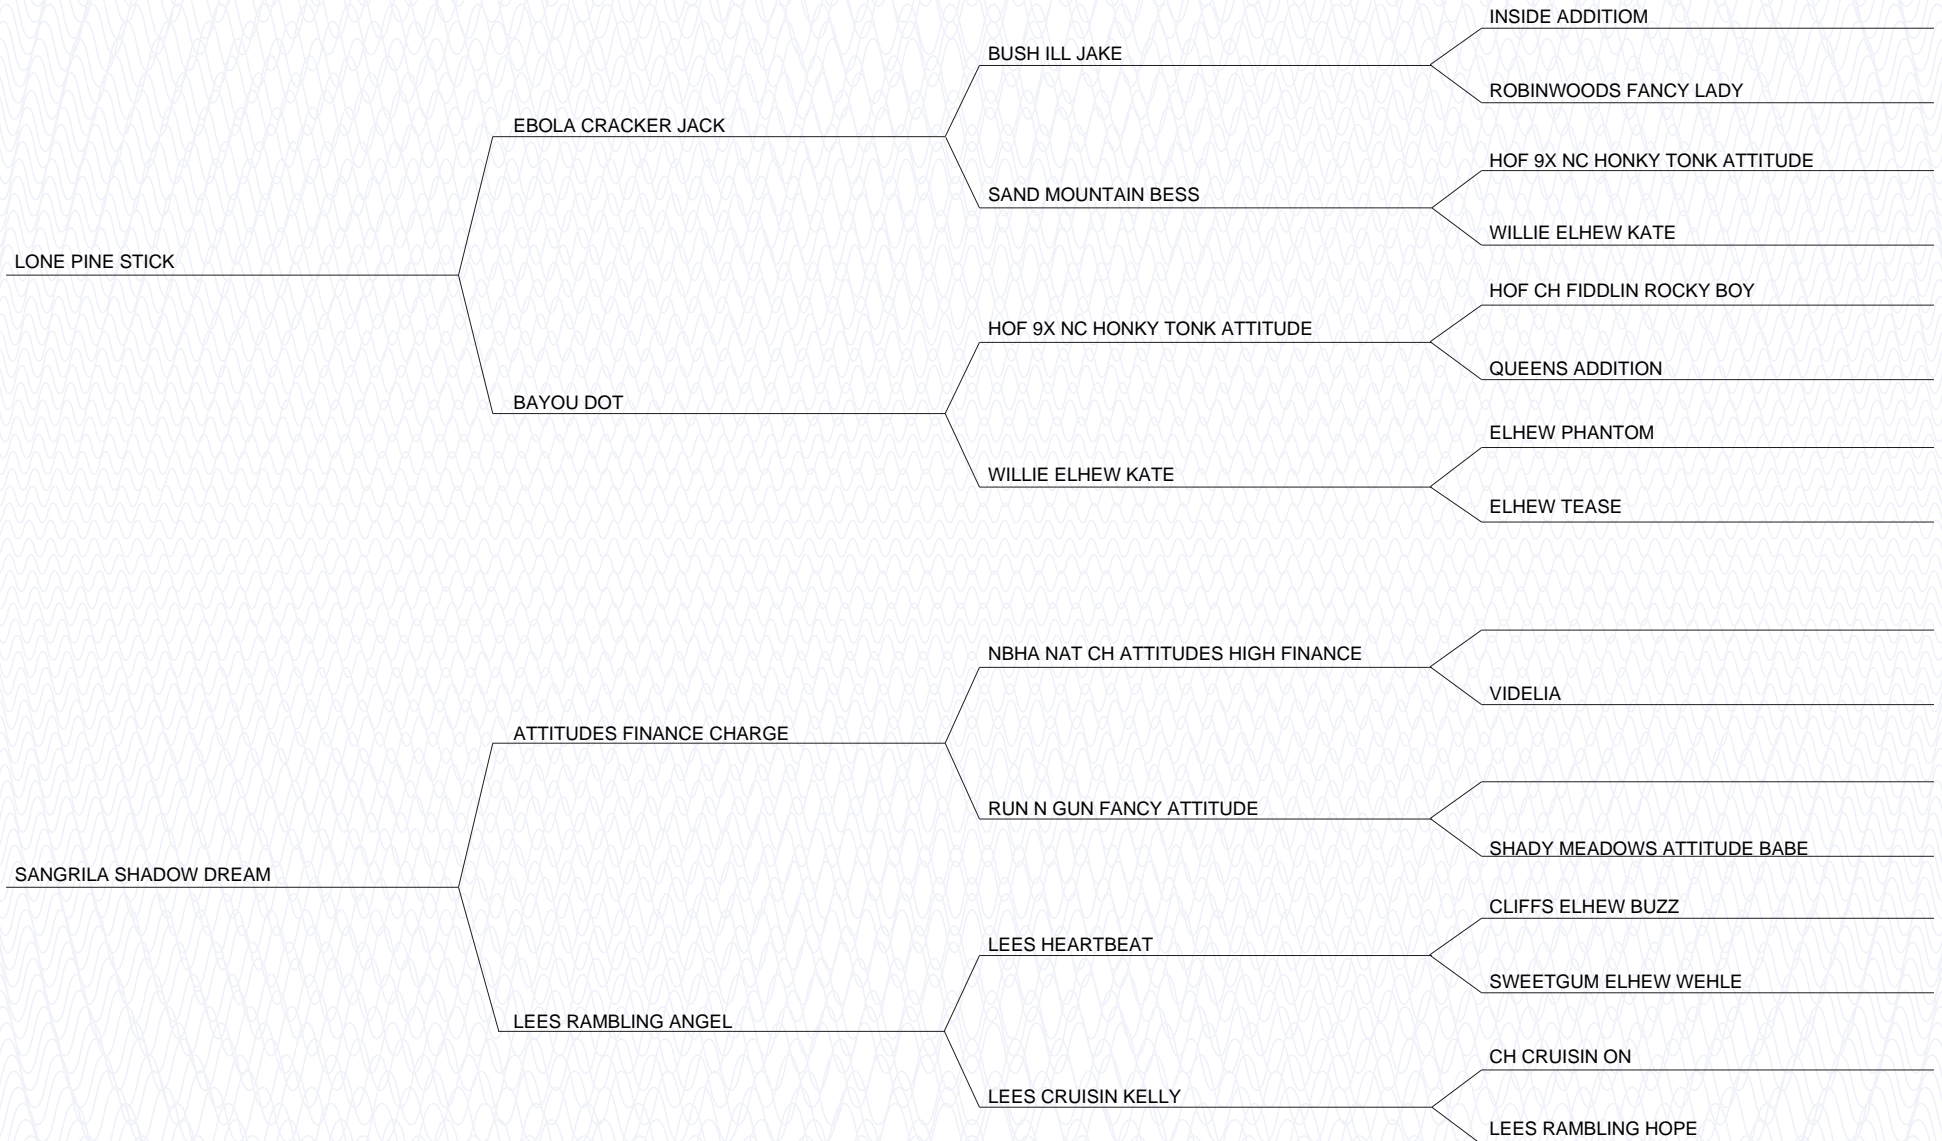 INSIDE ADDITIOM
BUSH ILL JAKE
ROBINWOODS FANCY LADY
EBOLA CRACKER JACK
HOF 9X NC HONKY TONK ATTITUDE
SAND MOUNTAIN BESS
WILLIE ELHEW KATE
LONE PINE STICK
HOF CH FIDDLIN ROCKY BOY
HOF 9X NC HONKY TONK ATTITUDE
QUEENS ADDITION
BAYOU DOT
ELHEW PHANTOM
WILLIE ELHEW KATE
ELHEW TEASE
NBHA NAT CH ATTITUDES HIGH FINANCE
VIDELIA
ATTITUDES FINANCE CHARGE
RUN N GUN FANCY ATTITUDE
SHADY MEADOWS ATTITUDE BABE
SANGRILA SHADOW DREAM
CLIFFS ELHEW BUZZ
LEES HEARTBEAT
SWEETGUM ELHEW WEHLE
LEES RAMBLING ANGEL
CH CRUISIN ON
LEES CRUISIN KELLY
LEES RAMBLING HOPE